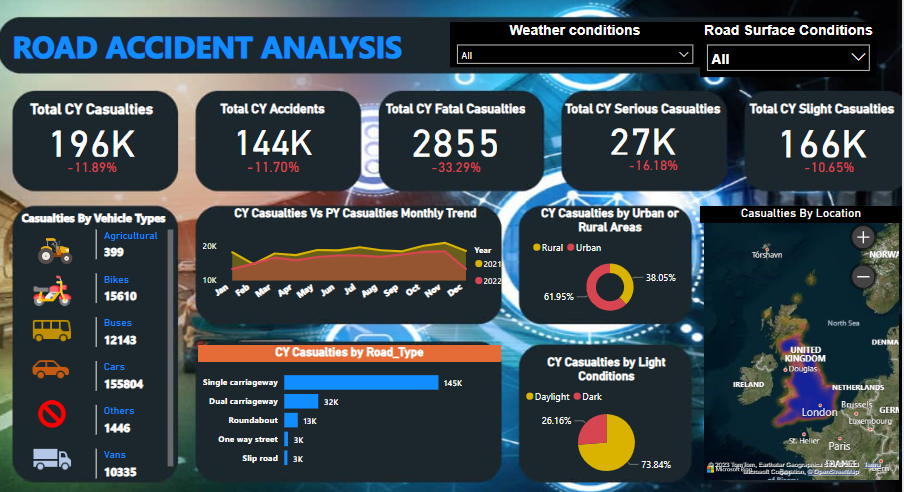 ROAD ACCIDENT ANALYSIS
Weather conditions
All
Road Surface Conditions
All
Total CY Casualties
196K
-11.89%
Total CY Accidents
144K
-11.70%
Total CY Fatal Casualties
2855
-33.29%
Total CY Serious Casualties
27K
-16.18%
Total CY Slight Casualties
166K
-10.65%
Casualties By Vehicle Types
Agricultural
399
Bikes
15610
Buses
12143
Cars
155804
Others
1446
Vans
10335
CY Casualties Vs PY Casualties Monthly Trend
20K
10K
Jan Feb Mar Apr May Jun Jul Aug Sep Oct Nov Dec
Year
2021
2022
CY Casualties by Road_Type
Single carriageway 145K
Dual carriageway 32K
Roundabout 13K
One way street 3K
Slip road 3K
CY Casualties by Urban or
Rural Areas
Rural Urban
38.05%
61.95%
CY Casualties by Light
Conditions
Daylight Dark
26.16%
73.84%
Casualties By Location
+
−
Tórshavn
NORWA
North Sea
UNITED
KINGDOM
DENMA
Douglas
IRELAND
NETHERLANDS
London
Brussels
GERM
Luxembourg
St. Helier
Paris
FRANCE
© 2023 TomTom, Earthstar Geographics
Microsoft Corporation, © OpenStreetMap